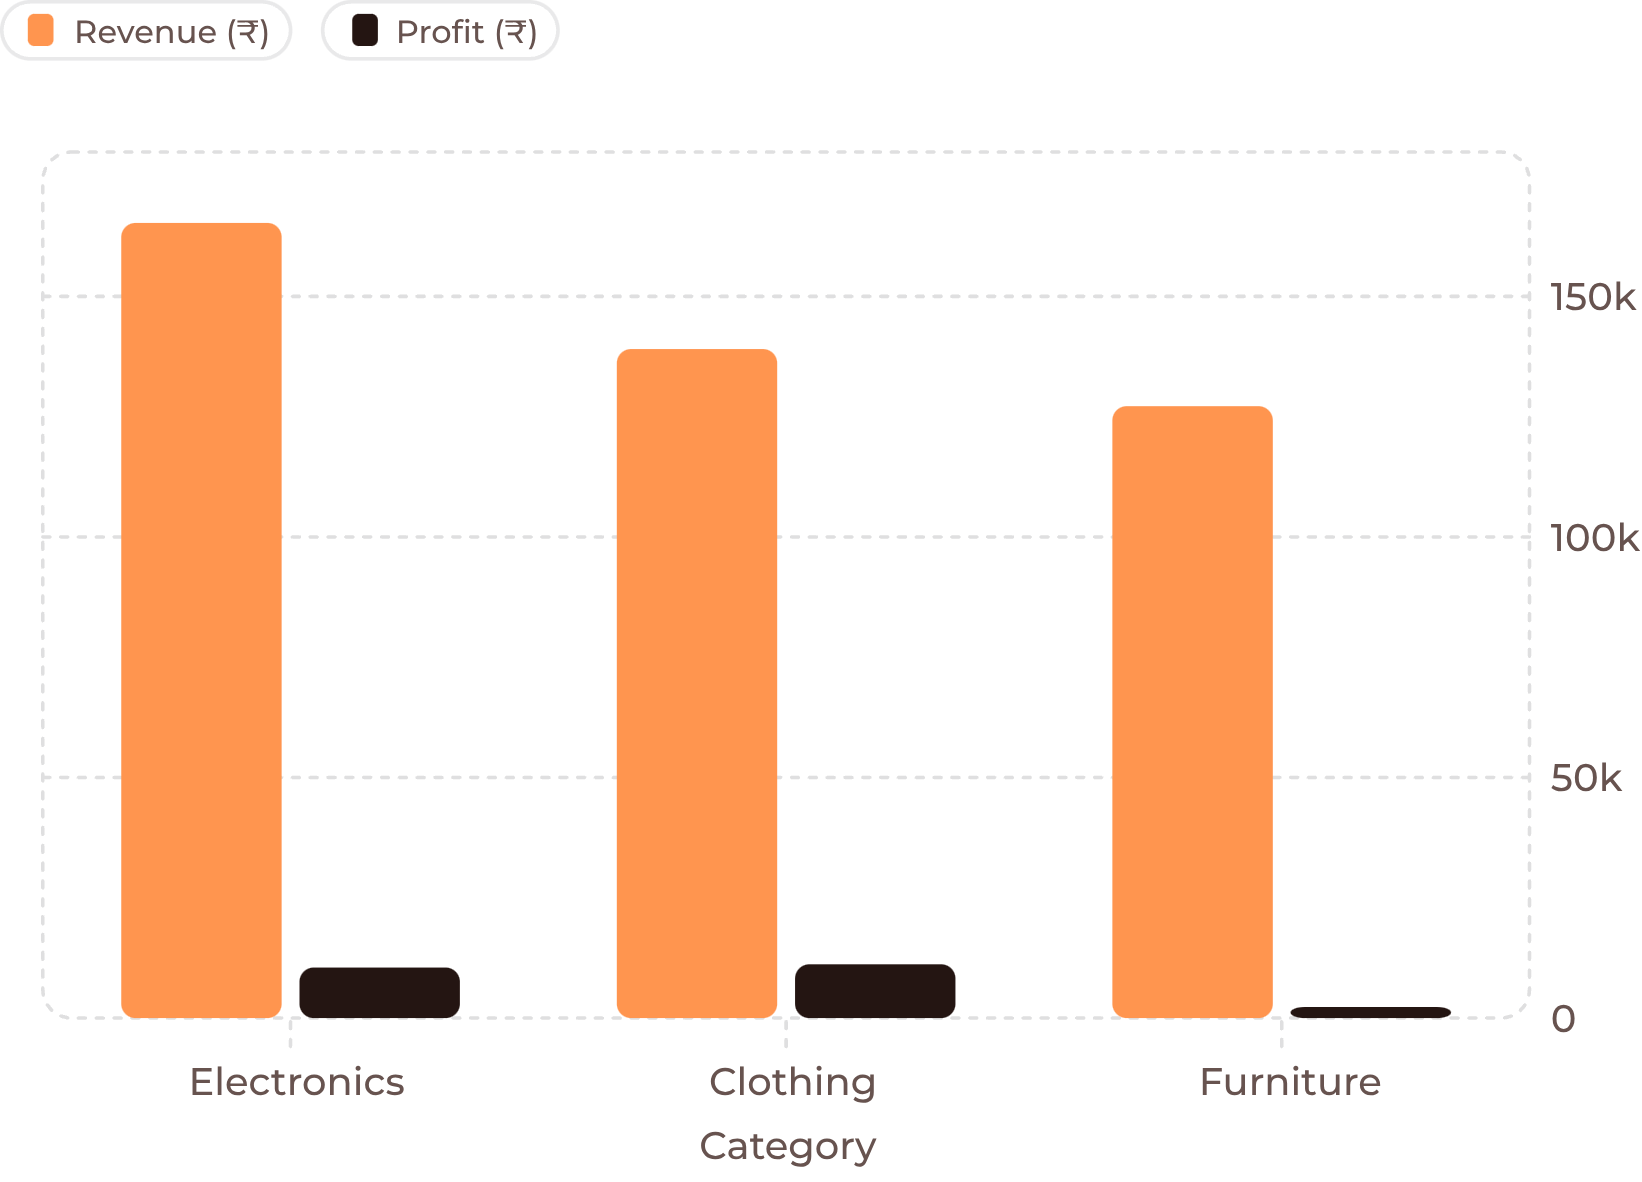 Revenue (₹)
Profit (₹)
150k
100k
50k
0
Electronics
Clothing
Furniture
Category